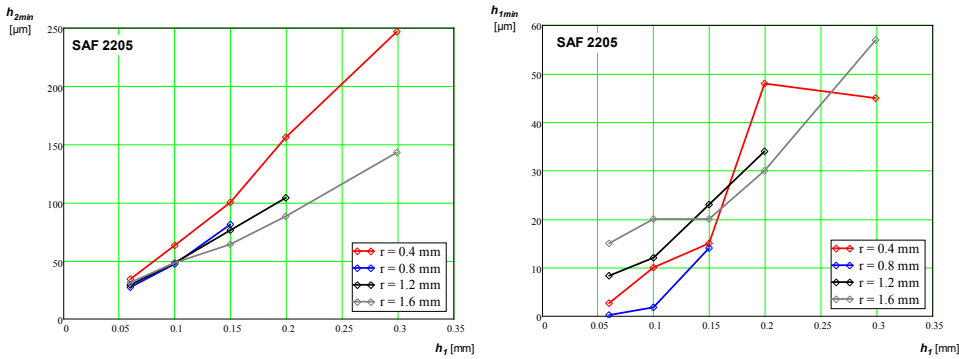 h2min
[µm]
SAF 2205
250
200
150
100
50
0
0
0.05
0.1
0.15
0.2
0.25
0.3
0.35
r = 0.4 mm
r = 0.8 mm
r = 1.2 mm
r = 1.6 mm
h1 [mm]
h1min
[µm]
SAF 2205
60
50
40
30
20
10
0
0
0.05
0.1
0.15
0.2
0.25
0.3
0.35
r = 0.4 mm
r = 0.8 mm
r = 1.2 mm
r = 1.6 mm
h1 [mm]